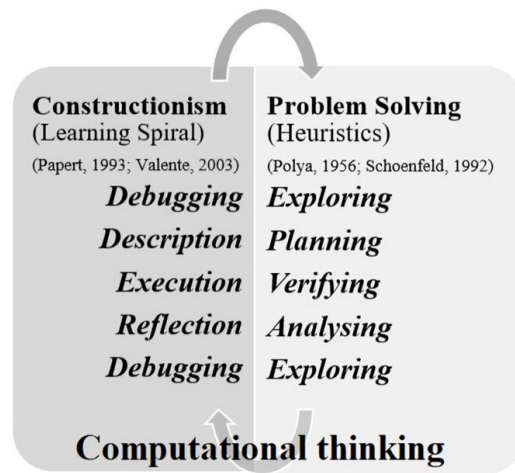 Constructionism
(Learning Spiral)
(Papert, 1993; Valente, 2003)
Debugging
Description
Execution
Reflection
Debugging
Problem Solving
(Heuristics)
(Polya, 1956; Schoenfeld, 1992)
Exploring
Planning
Verifying
Analysing
Exploring
Computational thinking